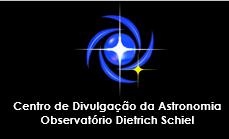 Centro de Divulgação da Astronomia
Observatório Dietrich Schiel